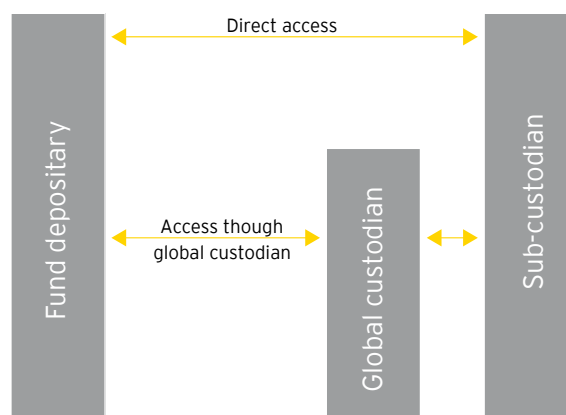 Direct access
Fund depositary
Access though
global custodian
Global custodian
Sub-custodian